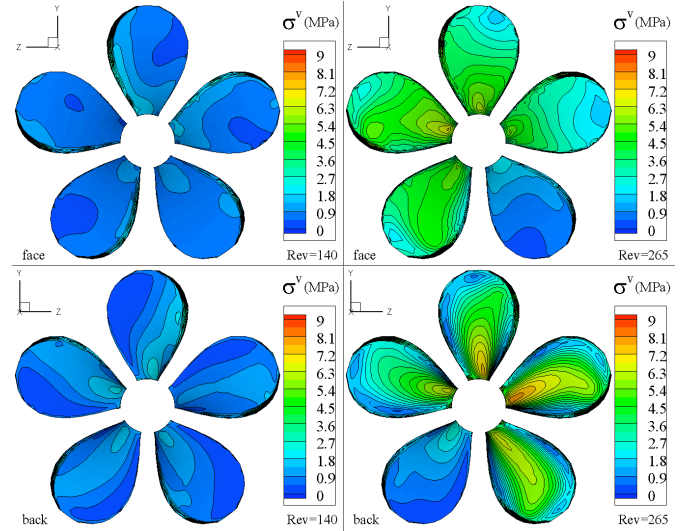 Y
Z
X
σᵛ (MPa)
9
8.1
7.2
6.3
5.4
4.5
3.6
2.7
1.8
0.9
0
face
Rev=140
Y
Z
X
σᵛ (MPa)
9
8.1
7.2
6.3
5.4
4.5
3.6
2.7
1.8
0.9
0
face
Rev=265
Y
X
Z
σᵛ (MPa)
9
8.1
7.2
6.3
5.4
4.5
3.6
2.7
1.8
0.9
0
back
Rev=140
Y
X
Z
σᵛ (MPa)
9
8.1
7.2
6.3
5.4
4.5
3.6
2.7
1.8
0.9
0
back
Rev=265